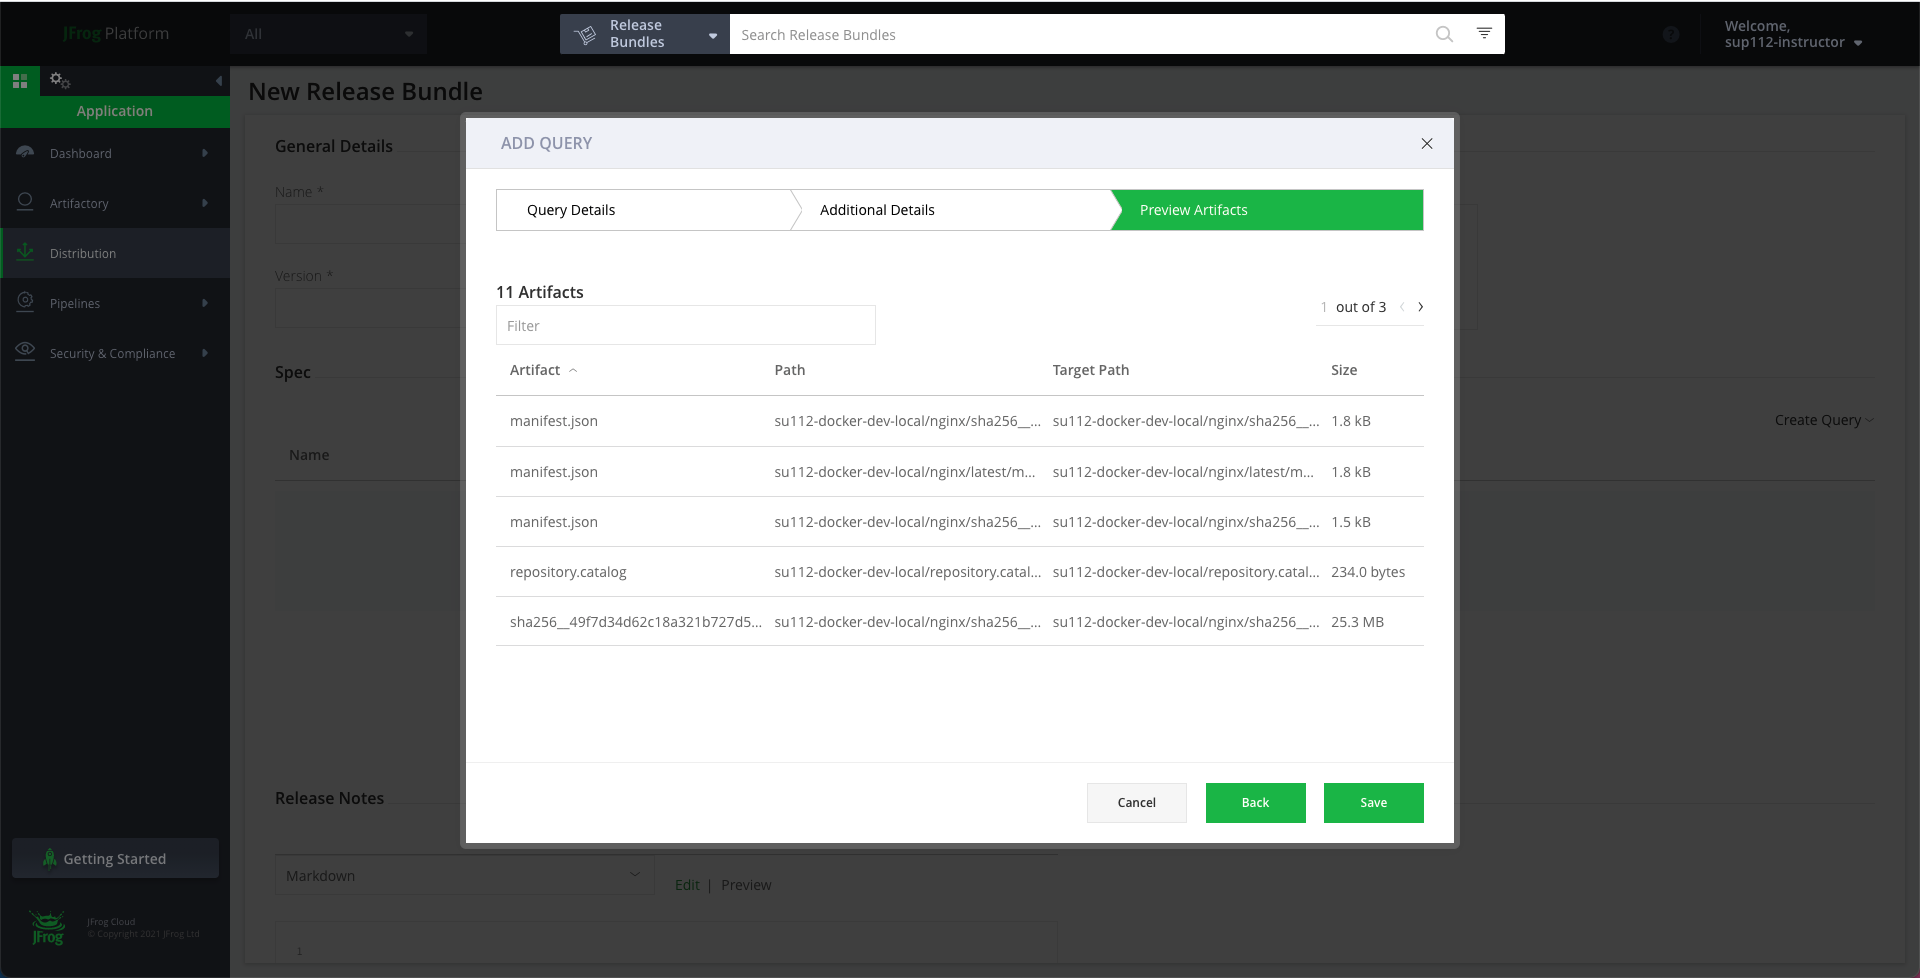 JFrog Platform
All
Release
Bundles
Search Release Bundles
?
Welcome,
sup112-instructor
Application
Dashboard
Artifactory
Distribution
Pipelines
Security & Compliance
Getting Started
JFrog
JFrog Cloud
© Copyright 2021 JFrog Ltd
New Release Bundle
General Details
Name *
Version *
Spec
Create Query
Name
Release Notes
Markdown
Edit | Preview
1
ADD QUERY
Query Details
Additional Details
Preview Artifacts
11 Artifacts
Filter
1 out of 3
Artifact Path Target Path Size
manifest.json su112-docker-dev-local/nginx/sha256__... su112-docker-dev-local/nginx/sha256__... 1.8 kB
manifest.json su112-docker-dev-local/nginx/latest/m... su112-docker-dev-local/nginx/latest/m... 1.8 kB
manifest.json su112-docker-dev-local/nginx/sha256__... su112-docker-dev-local/nginx/sha256__... 1.5 kB
repository.catalog su112-docker-dev-local/repository.catal... su112-docker-dev-local/repository.catal... 234.0 bytes
sha256__49f7d34d62c18a321b727d5... su112-docker-dev-local/nginx/sha256__... su112-docker-dev-local/nginx/sha256__... 25.3 MB
Cancel
Back
Save